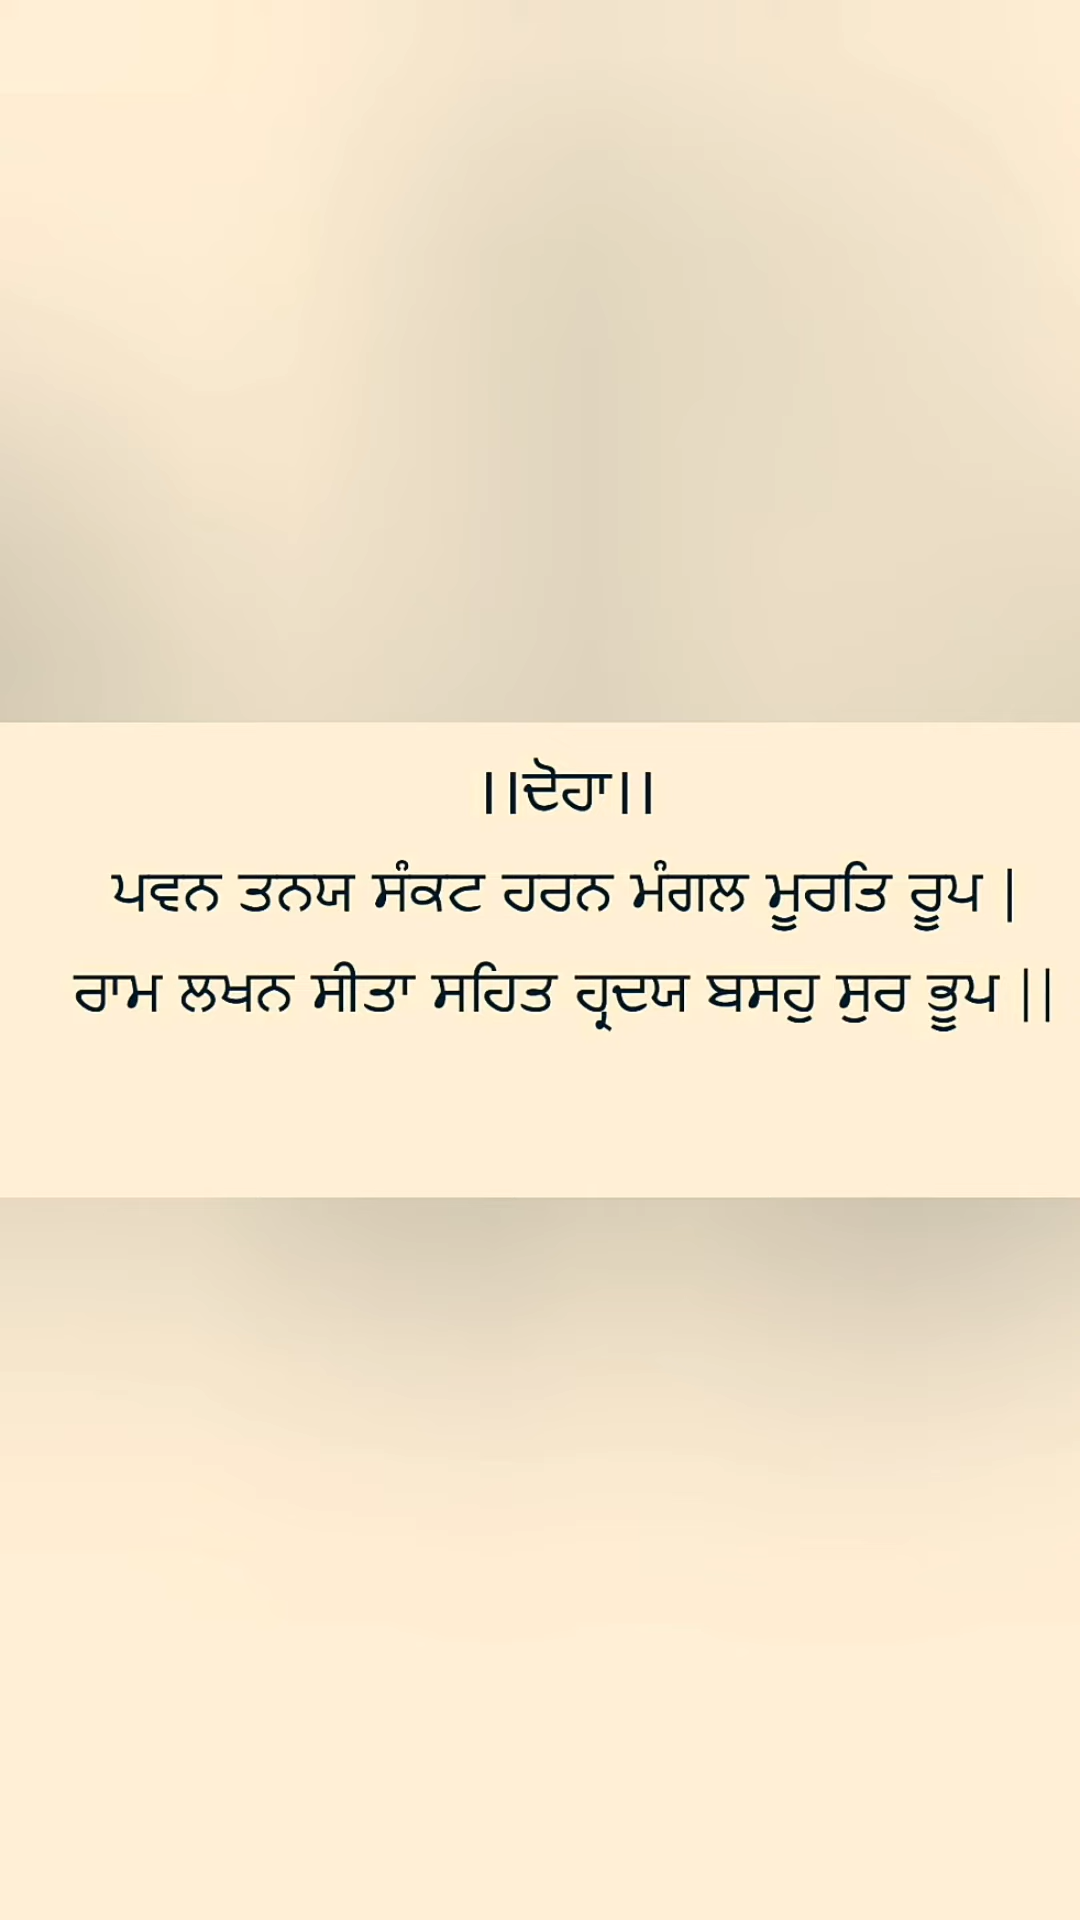 ।।ਦੋਹਾ।।
ਪਵਨ ਤਨਯ ਸੰਕਟ ਹਰਨ ਮੰਗਲ ਮੂਰਤਿ ਰੂਪ |
ਰਾਮ ਲਖਨ ਸੀਤਾ ਸਹਿਤ ਹ੍ਰਦਯ ਬਸਹੁ ਸੁਰ ਭੂਪ ||